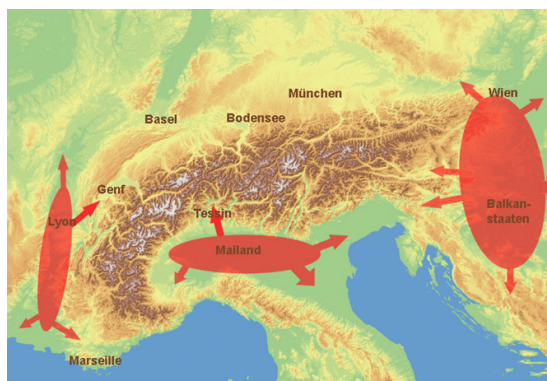 München
Wien
Basel
Bodensee
Genf
Lyon
Tessin
Balkan-
staaten
Mailand
Marseille